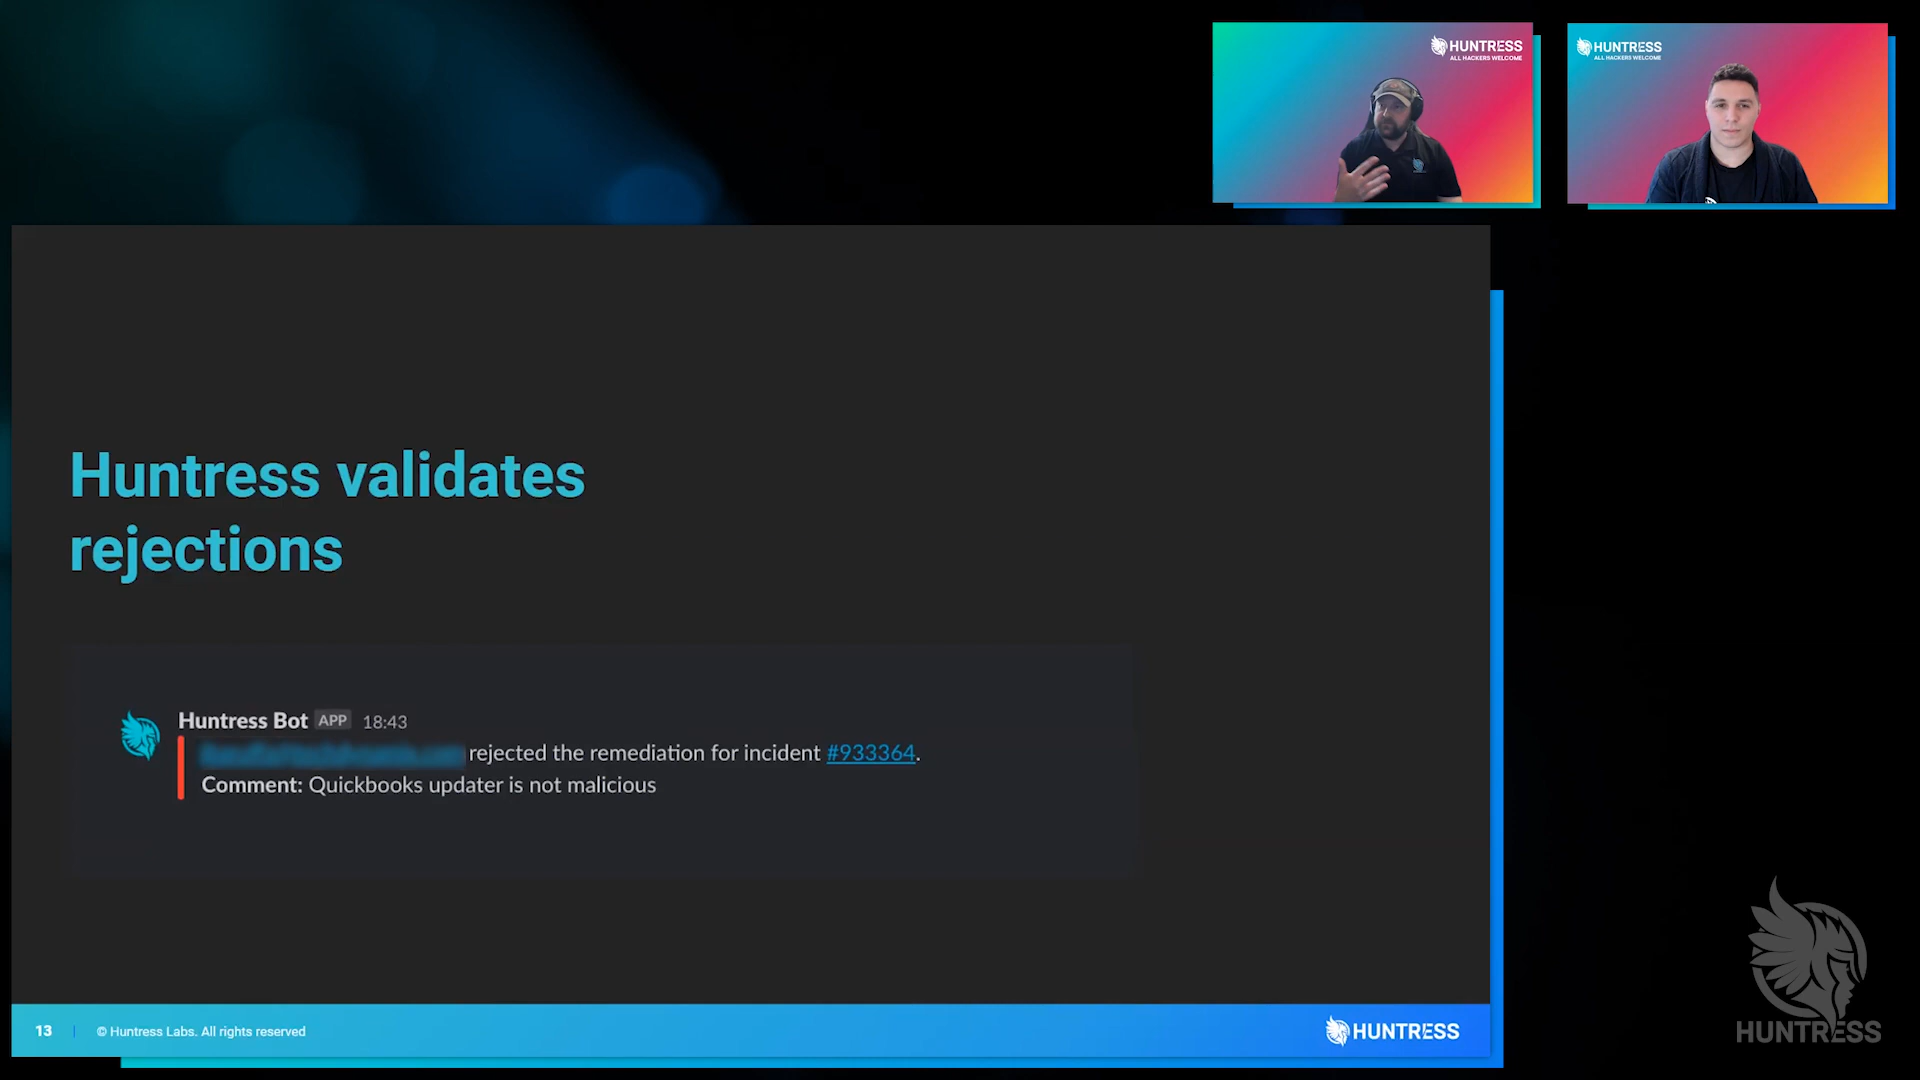 HUNTRESS
ALL HACKERS WELCOME
HUNTRESS
ALL HACKERS WELCOME
Huntress validates
rejections
Huntress Bot APP 18:43
rejected the remediation for incident #933364.
Comment: Quickbooks updater is not malicious
13 | © Huntress Labs. All rights reserved
HUNTRESS
HUNTRESS